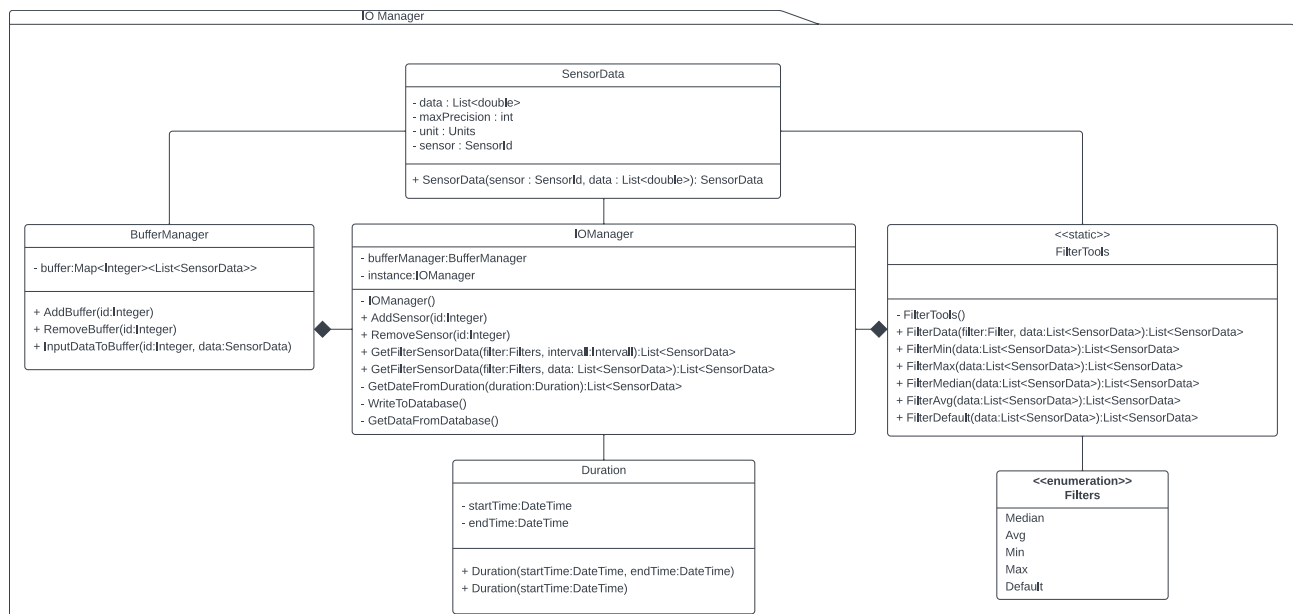 IO Manager
SensorData
- data : List<double>
- maxPrecision : int
- unit : Units
- sensor : SensorId
+ SensorData(sensor : SensorId, data : List<double>): SensorData
BufferManager
- buffer:Map<Integer><List<SensorData>>
+ AddBuffer(id:Integer)
+ RemoveBuffer(id:Integer)
+ InputDataToBuffer(id:Integer, data:SensorData)
IOManager
- bufferManager:BufferManager
- instance:IOManager
- IOManager()
+ AddSensor(id:Integer)
+ RemoveSensor(id:Integer)
+ GetFilterSensorData(filter:Filters, intervall:Intervall):List<SensorData>
+ GetFilterSensorData(filter:Filters, data: List<SensorData>):List<SensorData>
- GetDateFromDuration(duration:Duration):List<SensorData>
- WriteToDatabase()
- GetDataFromDatabase()
<<static>>
FilterTools
- FilterTools()
+ FilterData(filter:Filter, data:List<SensorData>):List<SensorData>
+ FilterMin(data:List<SensorData>):List<SensorData>
+ FilterMax(data:List<SensorData>):List<SensorData>
+ FilterMedian(data:List<SensorData>):List<SensorData>
+ FilterAvg(data:List<SensorData>):List<SensorData>
+ FilterDefault(data:List<SensorData>):List<SensorData>
Duration
- startTime:DateTime
- endTime:DateTime
+ Duration(startTime:DateTime, endTime:DateTime)
+ Duration(startTime:DateTime)
<<enumeration>>
Filters
Median
Avg
Min
Max
Default